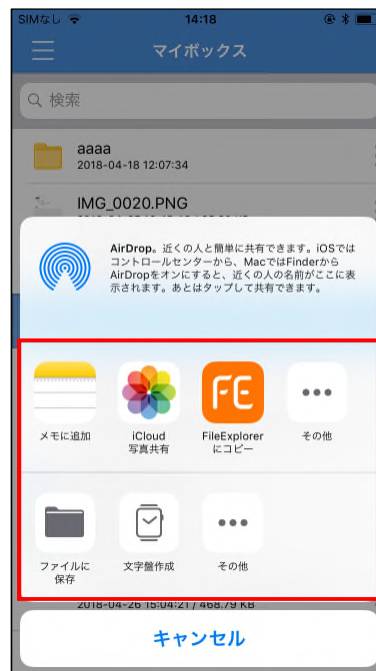 SIMなし 14:18
マイボックス
検索
aaaa
2018-04-18 12:07:34
IMG_0020.PNG
AirDrop。近くの人と簡単に共有できます。iOSでは
コントロールセンターから、MacではFinderから
AirDropをオンにすると、近くの人の名前がここに表
示されます。あとはタップして共有できます。
メモに追加
iCloud
写真共有
FE
FileExplorer
にコピー
その他
ファイルに
保存
文字盤作成
その他
2018-04-26 15:04:21 / 468.79 KB
キャンセル